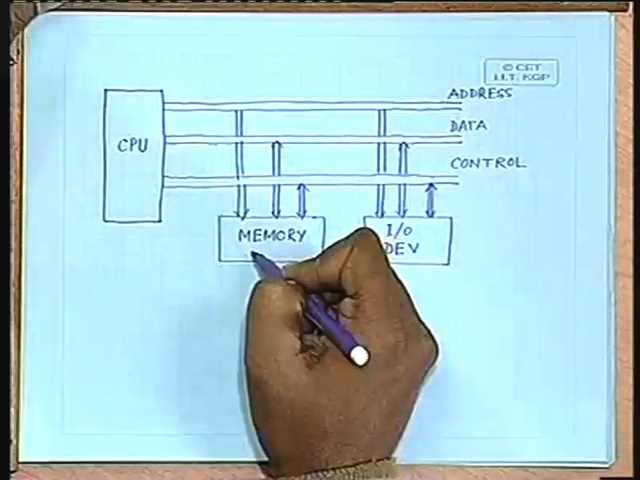 © CET
I.I.T. KGP
ADDRESS
DATA
CPU
CONTROL
MEMORY
I/O
DEV